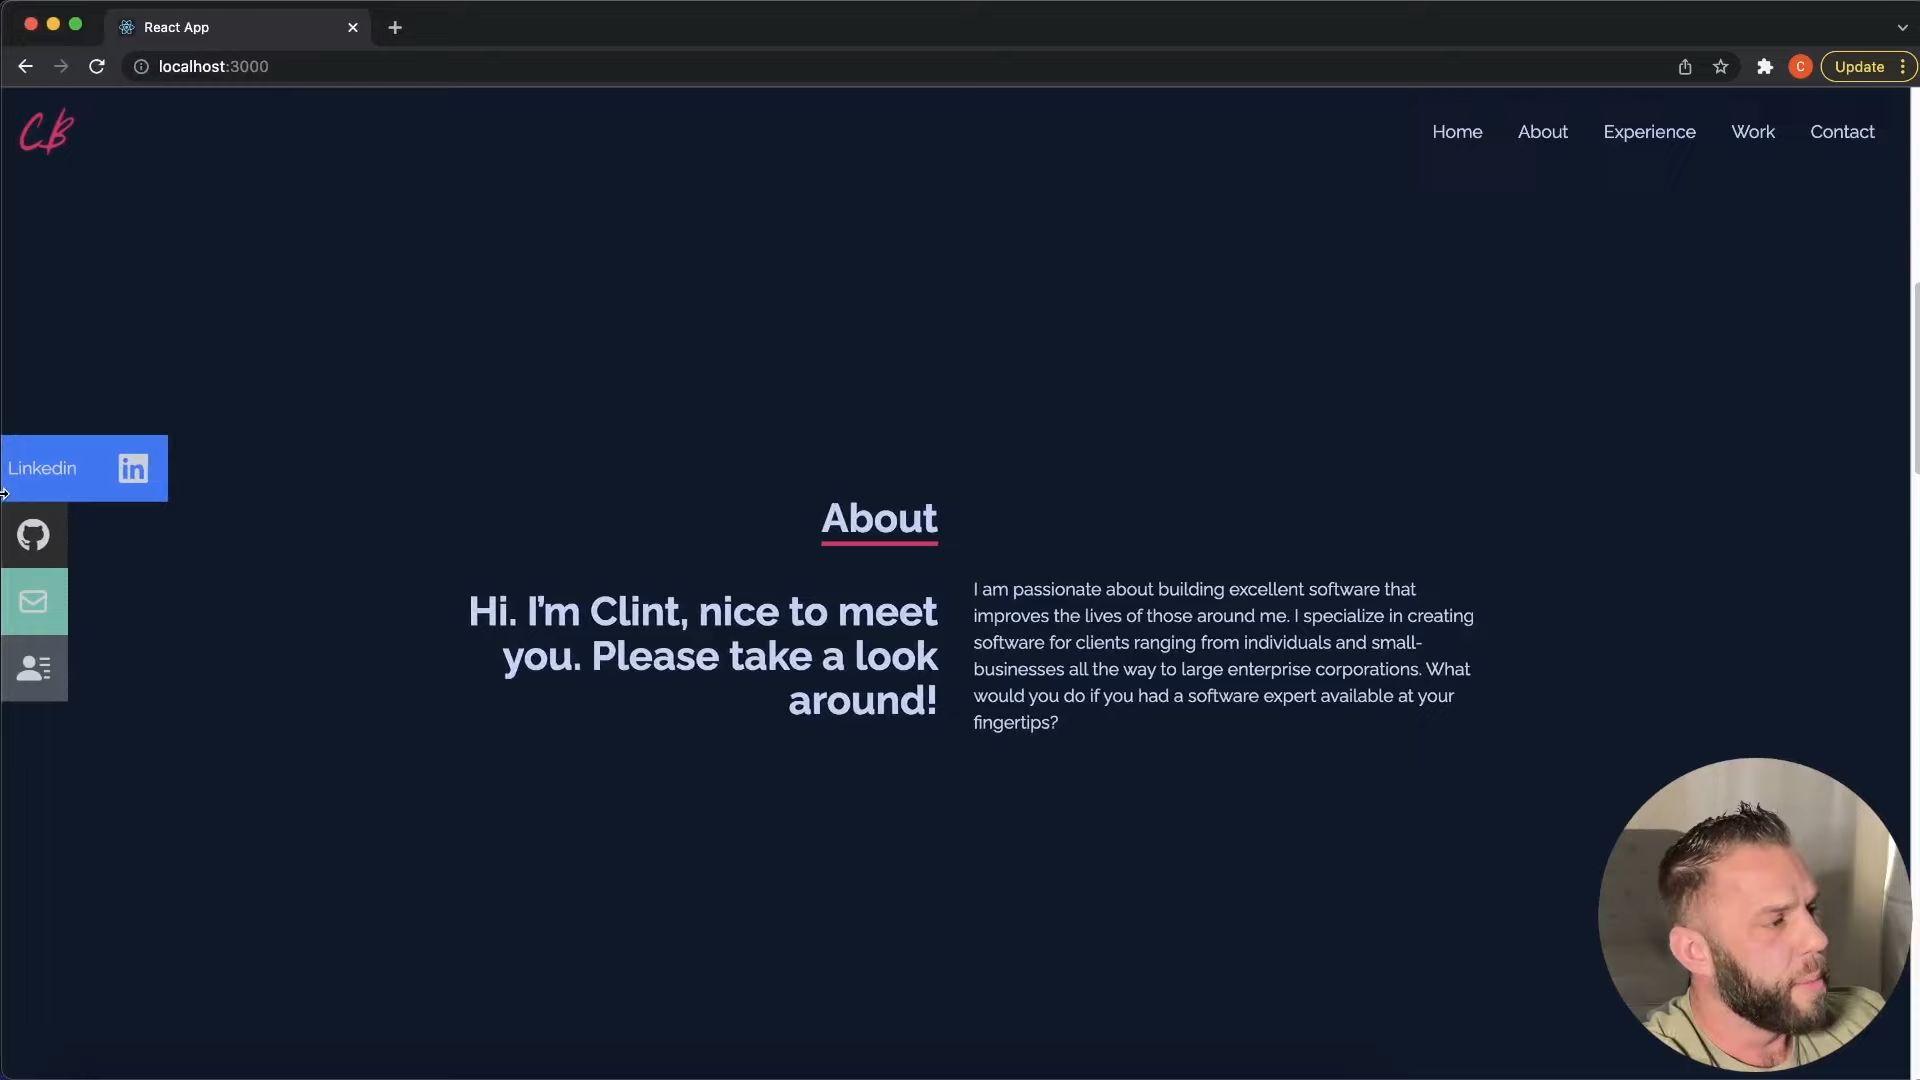 React App
localhost:3000
C
Update
CB
Home
About
Experience
Work
Contact
Linkedin
in
About
Hi. I'm Clint, nice to meet
you. Please take a look
around!
I am passionate about building excellent software that
improves the lives of those around me. I specialize in creating
software for clients ranging from individuals and small-
businesses all the way to large enterprise corporations. What
would you do if you had a software expert available at your
fingertips?